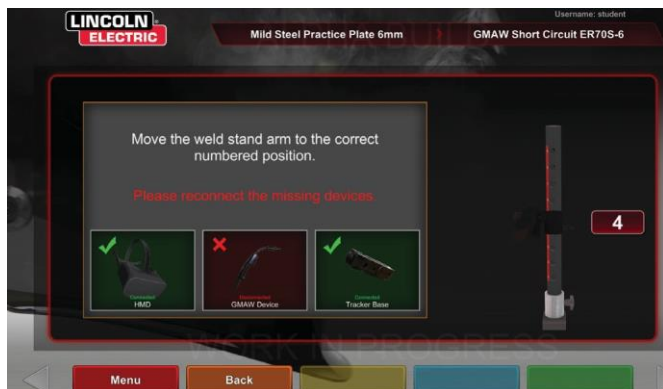 Username: student
LINCOLN
ELECTRIC
Mild Steel Practice Plate 6mm
GMAW Short Circuit ER70S-6
Move the weld stand arm to the correct
numbered position.
Please reconnect the missing devices.
Connected
HMD
Disconnected
GMAW Device
Connected
Tracker Base
4
WORK IN PROGRESS
Menu
Back